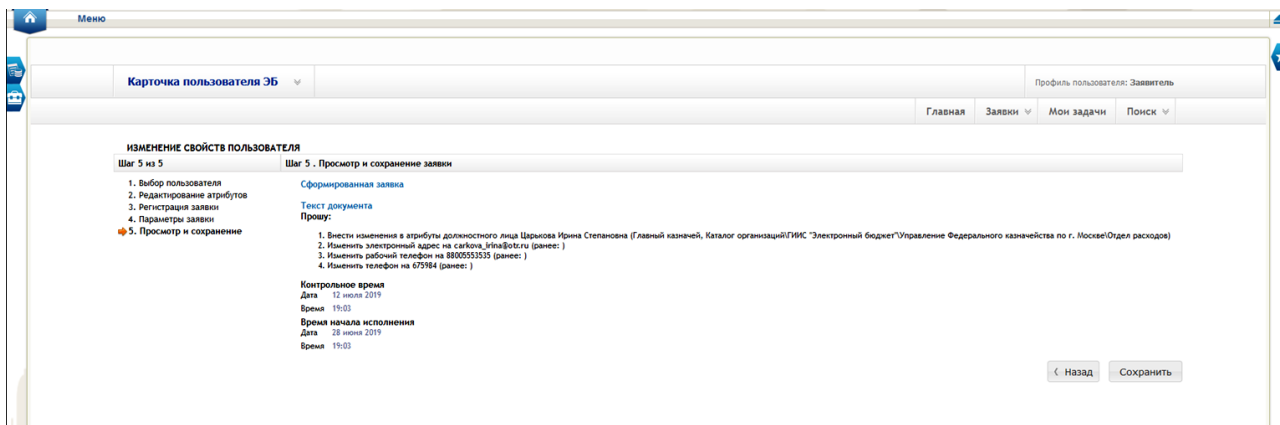 Меню
Карточка пользователя ЭБ
Профиль пользователя: Заявитель
Главная Заявки Мои задачи Поиск
ИЗМЕНЕНИЕ СВОЙСТВ ПОЛЬЗОВАТЕЛЯ
Шаг 5 из 5
Шаг 5 . Просмотр и сохранение заявки
1. Выбор пользователя
2. Редактирование атрибутов
3. Регистрация заявки
4. Параметры заявки
5. Просмотр и сохранение
Сформированная заявка
Текст документа
Прошу:
1. Внести изменения в атрибуты должностного лица Царькова Ирина Степановна (Главный казначей, Каталог организаций\ГИИС "Электронный бюджет"\Управление Федерального казначейства по г. Москве\Отдел расходов)
2. Изменить электронный адрес на carkova_irina@otr.ru (ранее: )
3. Изменить рабочий телефон на 88005553535 (ранее: )
4. Изменить телефон на 675984 (ранее: )
Контрольное время
Дата 12 июля 2019
Время 19:03
Время начала исполнения
Дата 28 июня 2019
Время 19:03
Назад
Сохранить